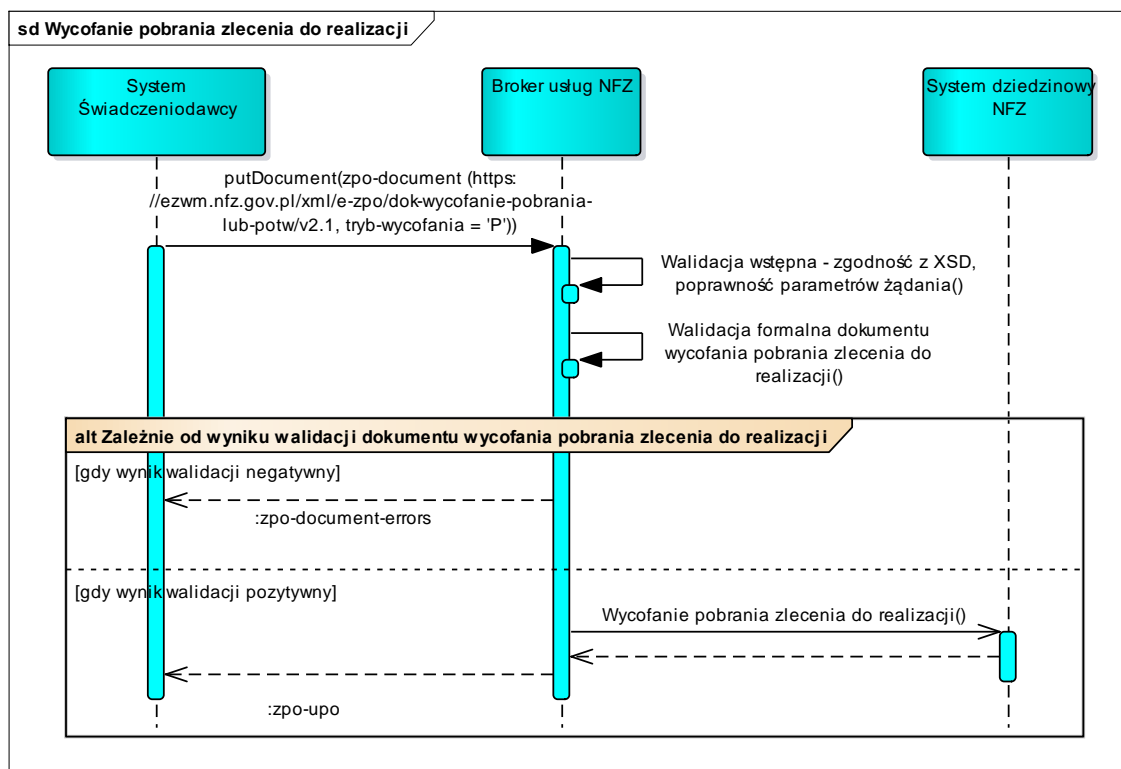 sd Wycofanie pobrania zlecenia do realizacji
System
Świadczeniodawcy
Broker usług NFZ
System dziedzinowy
NFZ
putDocument(zpo-document (https:
//ezwm.nfz.gov.pl/xml/e-zpo/dok-wycofanie-pobrania-
lub-potw/v2.1, tryb-wycofania = 'P'))
Walidacja wstępna - zgodność z XSD,
poprawność parametrów żądania()
Walidacja formalna dokumentu
wycofania pobrania zlecenia do
realizacji()
alt Zależnie od wyniku walidacji dokumentu wycofania pobrania zlecenia do realizacji
[gdy wynik walidacji negatywny]
:zpo-document-errors
[gdy wynik walidacji pozytywny]
Wycofanie pobrania zlecenia do realizacji()
:zpo-upo